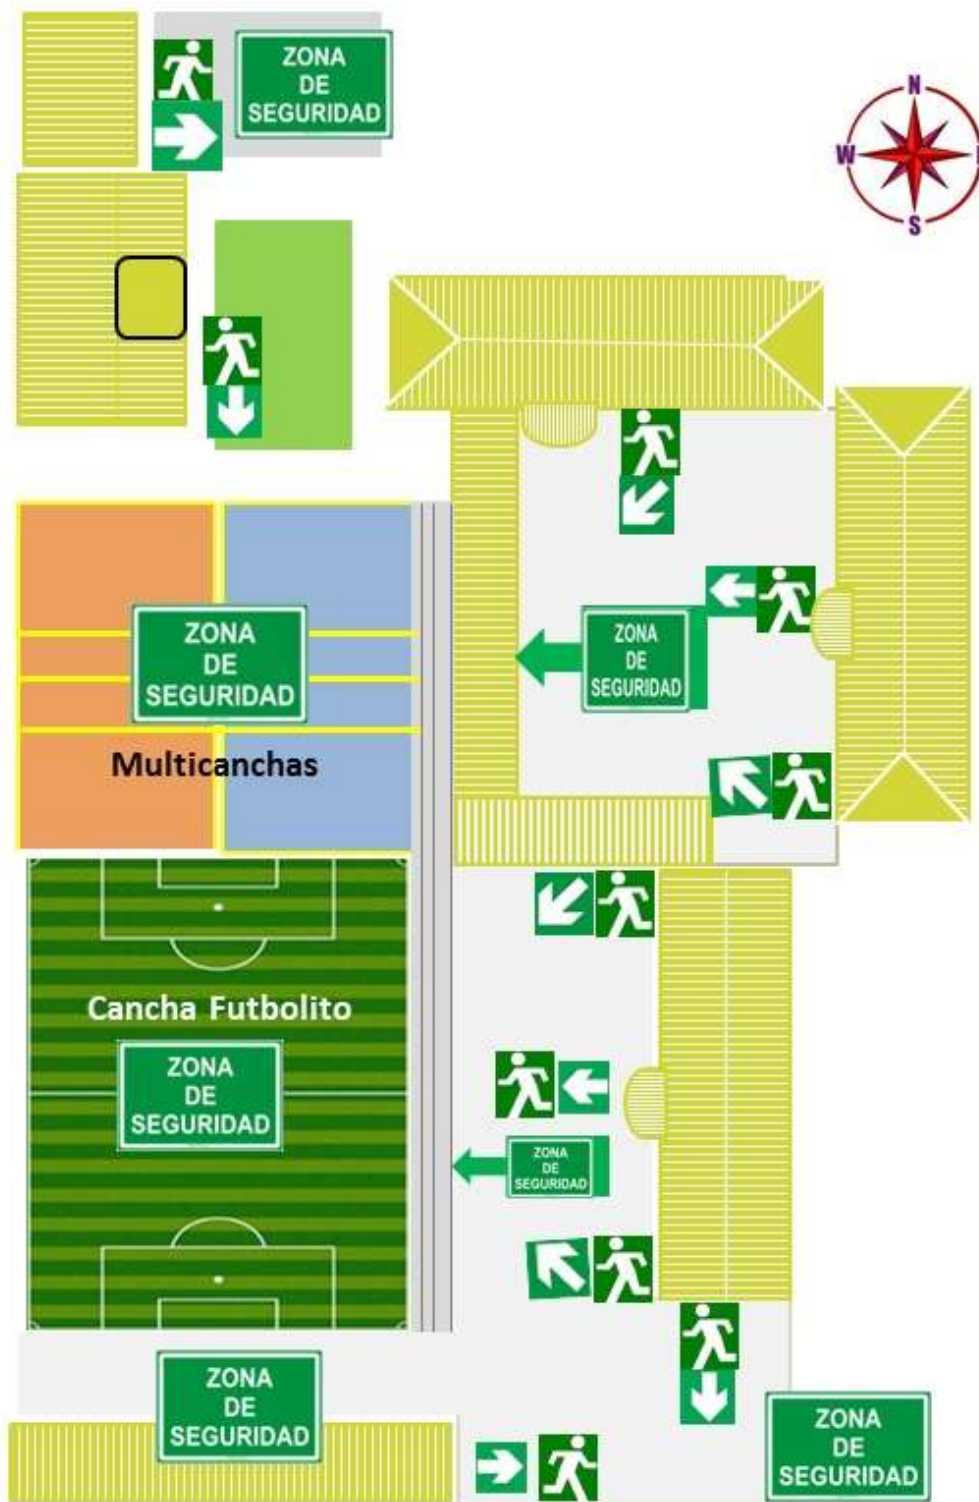 ZONA
DE
SEGURIDAD
N
W
S
ZONA
DE
SEGURIDAD
ZONA
DE
SEGURIDAD
Multicanchas
Cancha Futbolito
ZONA
DE
SEGURIDAD
ZONA
DE
SEGURIDAD
ZONA
DE
SEGURIDAD
ZONA
DE
SEGURIDAD